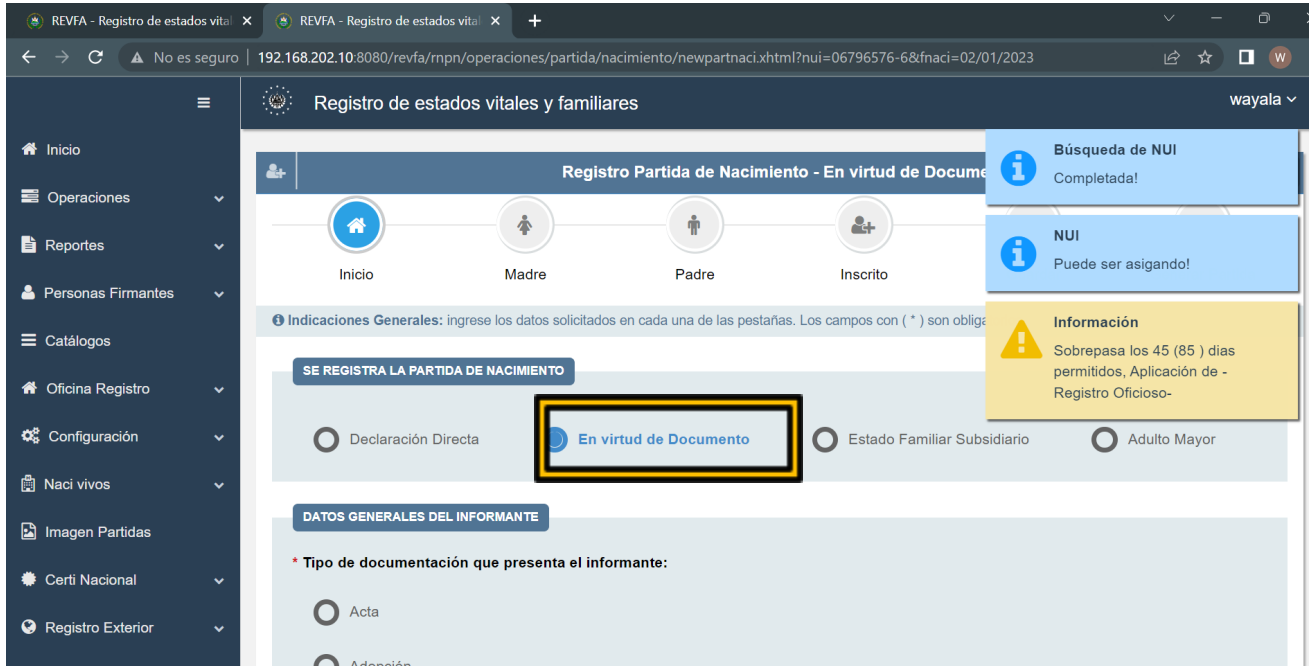 REVFA - Registro de estados vital
REVFA - Registro de estados vital
No es seguro
192.168.202.10:8080/revfa/rnpn/operaciones/partida/nacimiento/newpartnaci.xhtml?nui=06796576-6&fnaci=02/01/2023
W
Registro de estados vitales y familiares
wayala
Inicio
Operaciones
Reportes
Personas Firmantes
Catálogos
Oficina Registro
Configuración
Naci vivos
Imagen Partidas
Certi Nacional
Registro Exterior
Registro Partida de Nacimiento - En virtud de Docume
Inicio
Madre
Padre
Inscrito
Indicaciones Generales: ingrese los datos solicitados en cada una de las pestañas. Los campos con ( * ) son obliga
SE REGISTRA LA PARTIDA DE NACIMIENTO
Declaración Directa
En virtud de Documento
Estado Familiar Subsidiario
Adulto Mayor
DATOS GENERALES DEL INFORMANTE
* Tipo de documentación que presenta el informante:
Acta
Adopción
Búsqueda de NUI
Completada!
NUI
Puede ser asigando!
Información
Sobrepasa los 45 (85 ) dias
permitidos, Aplicación de -
Registro Oficioso-